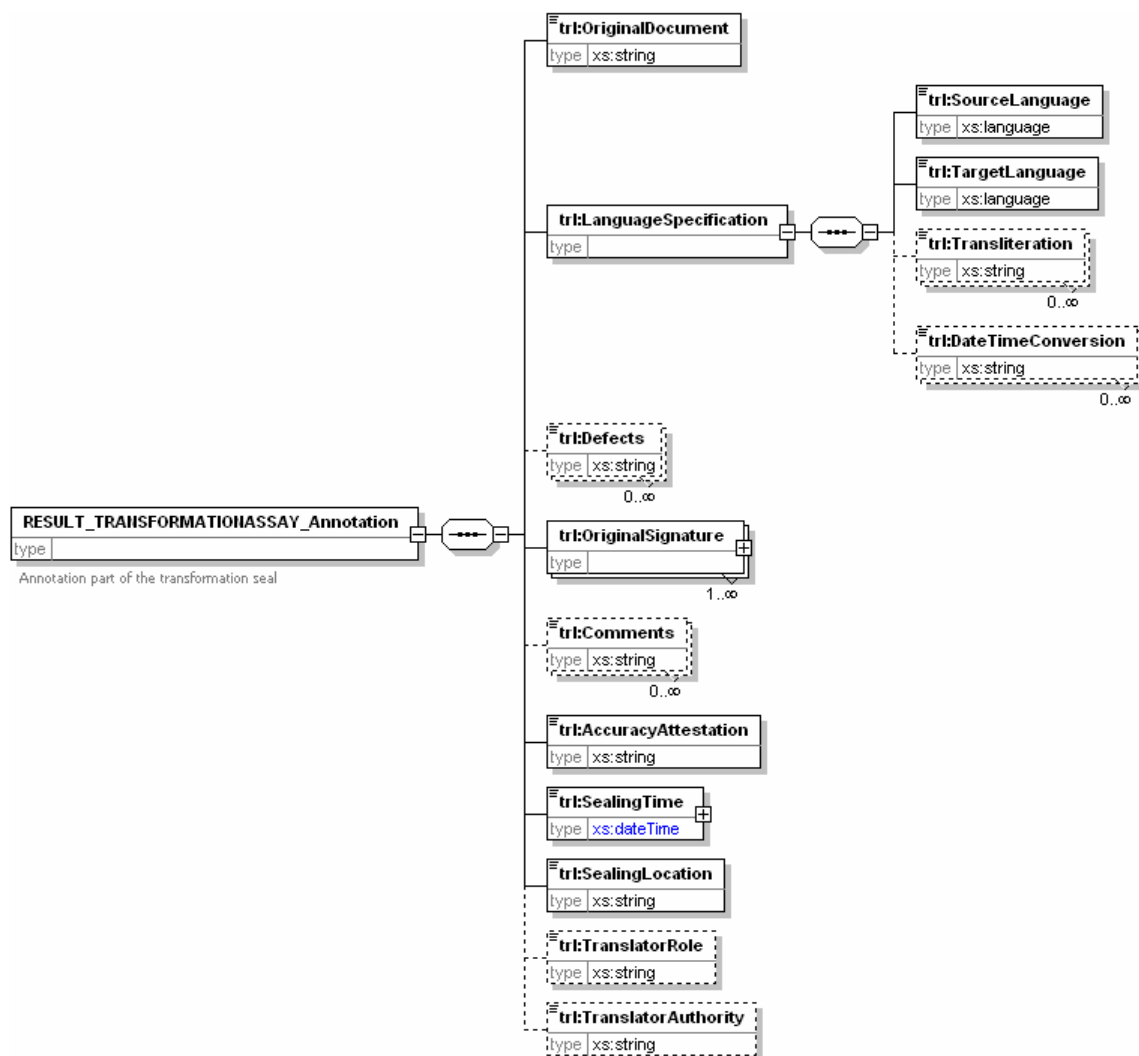 trl:OriginalDocument
type xs:string
trl:SourceLanguage
type xs:language
trl:TargetLanguage
type xs:language
trl:LanguageSpecification
type
trl:Transliteration
type xs:string
0..∞
trl:DateTimeConversion
type xs:string
0..∞
trl:Defects
type xs:string
0..∞
RESULT_TRANSFORMATIONASSAY_Annotation
type
Annotation part of the transformation seal
trl:OriginalSignature
type
1..∞
trl:Comments
type xs:string
0..∞
trl:AccuracyAttestation
type xs:string
trl:SealingTime
type xs:dateTime
trl:SealingLocation
type xs:string
trl:TranslatorRole
type xs:string
trl:TranslatorAuthority
type xs:string